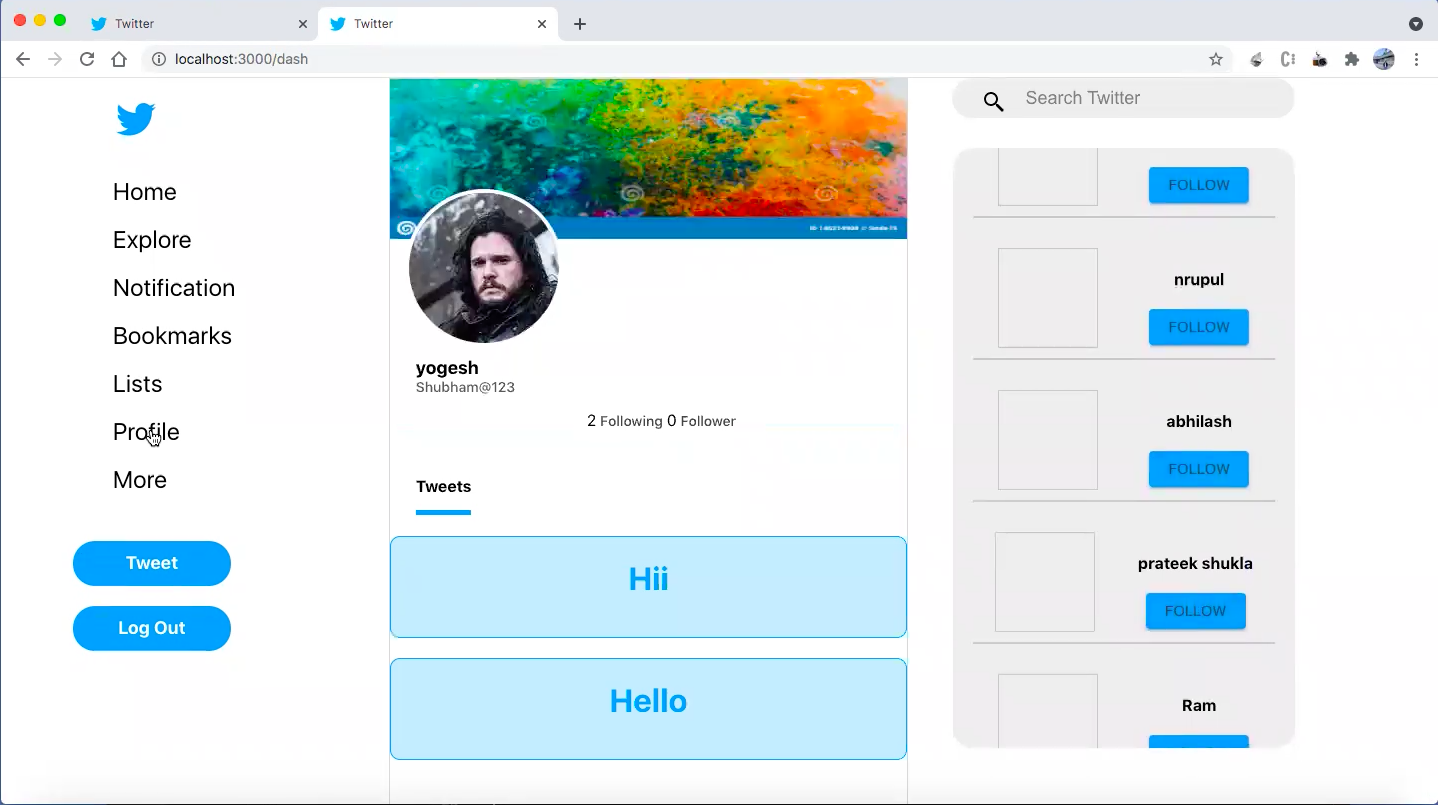 Twitter
Twitter
localhost:3000/dash
Home
Explore
Notification
Bookmarks
Lists
Profile
More
Tweet
Log Out
yogesh
Shubham@123
2 Following 0 Follower
Tweets
Hii
Hello
Search Twitter
FOLLOW
nrupul
FOLLOW
abhilash
FOLLOW
prateek shukla
FOLLOW
Ram